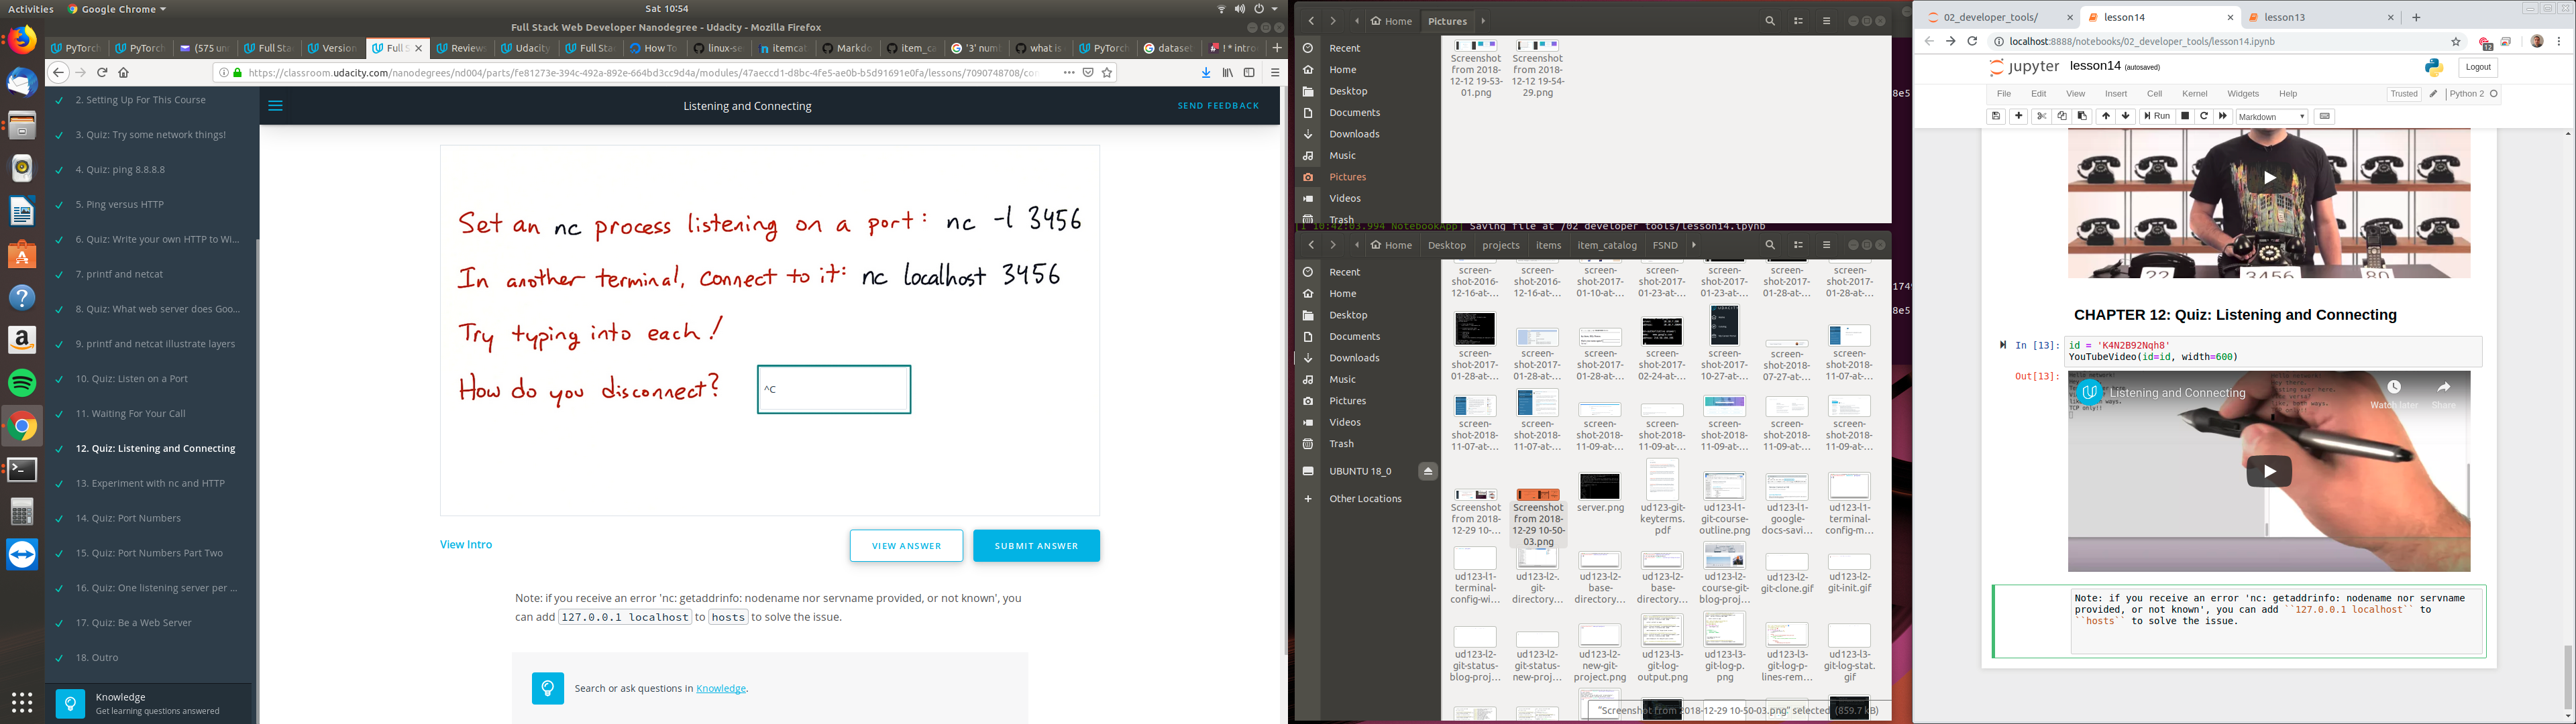 Activities
Google Chrome
Sat 10:54
Full Stack Web Developer Nanodegree - Udacity - Mozilla Firefox
PyTorch
PyTorch
(575 un
Full Sta
Version
Full S
Reviews
Udacity
Full Sta
How To
linux-se
itemcat
Markdo
item_ca
'3' numl
what is
PyTorch
dataset
! * intro
https://classroom.udacity.com/nanodegrees/nd004/parts/fe81273e-394c-492a-892e-664bd3cc9d4a/modules/47aeccd1-d8bc-4fe5-ae0b-b5d91691e0fa/lessons/7090748708/con
2. Setting Up For This Course
3. Quiz: Try some network things!
4. Quiz: ping 8.8.8.8
5. Ping versus HTTP
6. Quiz: Write your own HTTP to Wi...
7. printf and netcat
8. Quiz: What web server does Goo...
9. printf and netcat illustrate layers
10. Quiz: Listen on a Port
11. Waiting For Your Call
12. Quiz: Listening and Connecting
13. Experiment with nc and HTTP
14. Quiz: Port Numbers
15. Quiz: Port Numbers Part Two
16. Quiz: One listening server per ...
17. Quiz: Be a Web Server
18. Outro
Knowledge
Get learning questions answered
Listening and Connecting
SEND FEEDBACK
Set an nc process listening on a port: nc -l 3456
In another terminal, connect to it: nc localhost 3456
Try typing into each!
How do you disconnect?
^C
View Intro
VIEW ANSWER
SUBMIT ANSWER
Note: if you receive an error 'nc: getaddrinfo: nodename nor servname provided, or not known', you
can add 127.0.0.1 localhost to hosts to solve the issue.
Search or ask questions in Knowledge.
Home
Pictures
Recent
Home
Desktop
Documents
Downloads
Music
Pictures
Videos
Trash
Screenshot from 2018-12-12 19-53-01.png
Screenshot from 2018-12-12 19-54-29.png
10:42:03.994 NotebookApp] Saving file at /02_developer_tools/lesson14.ipynb
Home
Desktop
projects
items
item_catalog
FSND
Recent
Home
Desktop
Documents
Downloads
Music
Pictures
Videos
Trash
UBUNTU 18_0
Other Locations
screen-shot-2016-12-16-at-...
screen-shot-2016-12-16-at-...
screen-shot-2017-01-10-at-...
screen-shot-2017-01-23-at-...
screen-shot-2017-01-23-at-...
screen-shot-2017-01-28-at-...
screen-shot-2017-01-28-at-...
screen-shot-2017-01-28-at-...
screen-shot-2017-01-28-at-...
screen-shot-2017-01-28-at-...
screen-shot-2017-02-24-at-...
screen-shot-2017-10-27-at-...
screen-shot-2018-07-27-at-...
screen-shot-2018-11-07-at-...
screen-shot-2018-11-07-at-...
screen-shot-2018-11-07-at-...
screen-shot-2018-11-09-at-...
screen-shot-2018-11-09-at-...
screen-shot-2018-11-09-at-...
screen-shot-2018-11-09-at-...
screen-shot-2018-11-09-at-...
Screenshot from 2018-12-29 10-...
Screenshot from 2018-12-29 10-50-03.png
server.png
ud123-git-keyterms.pdf
ud123-l1-git-course-outline.png
ud123-l1-google-docs-savi...
ud123-l1-terminal-config-m...
ud123-l1-terminal-config-wi...
ud123-l2-.git-directory...
ud123-l2-base-directory...
ud123-l2-base-directory...
ud123-l2-course-git-blog-proj...
ud123-l2-git-clone.gif
ud123-l2-git-init.gif
ud123-l2-git-status-blog-proj...
ud123-l2-git-status-new-proj...
ud123-l2-new-git-project.png
ud123-l3-git-log-output.png
ud123-l3-git-log-p.png
ud123-l3-git-log-p-lines-rem...
ud123-l3-git-log-stat.gif
"Screenshot from 2018-12-29 10-50-03.png" selected (859.7 kB)
02_developer_tools/
lesson14
lesson13
localhost:8888/notebooks/02_developer_tools/lesson14.ipynb
12
jupyter lesson14 (autosaved)
Logout
File
Edit
View
Insert
Cell
Kernel
Widgets
Help
Trusted
Python 2
Run
Markdown
22
3456
80
CHAPTER 12: Quiz: Listening and Connecting
In [13]:
id = 'K4N2B92Nqh8'
YouTubeVideo(id=id, width=600)
Out[13]:
Listening and Connecting
Watch later
Share
Note: if you receive an error 'nc: getaddrinfo: nodename nor servname
provided, or not known', you can add ``127.0.0.1 localhost`` to
``hosts`` to solve the issue.